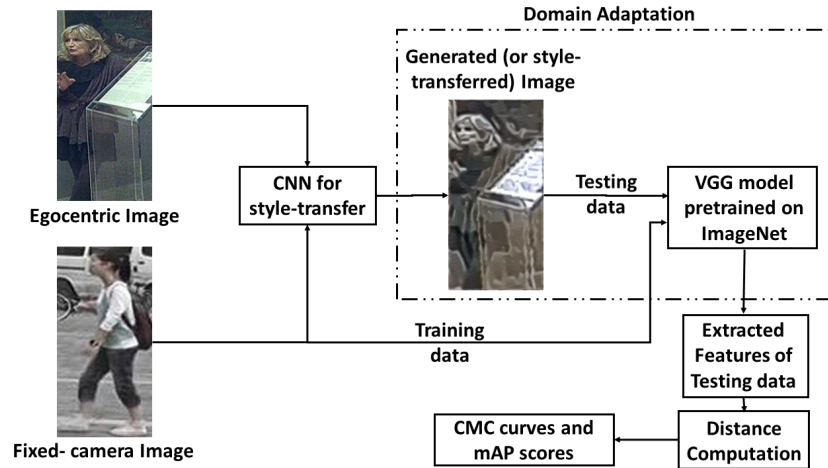 Domain Adaptation
Generated (or style-
transferred) Image
Egocentric Image
CNN for
style-transfer
Testing
data
VGG model
pretrained on
ImageNet
Training
data
Fixed- camera Image
Extracted
Features of
Testing data
Distance
Computation
CMC curves and
mAP scores